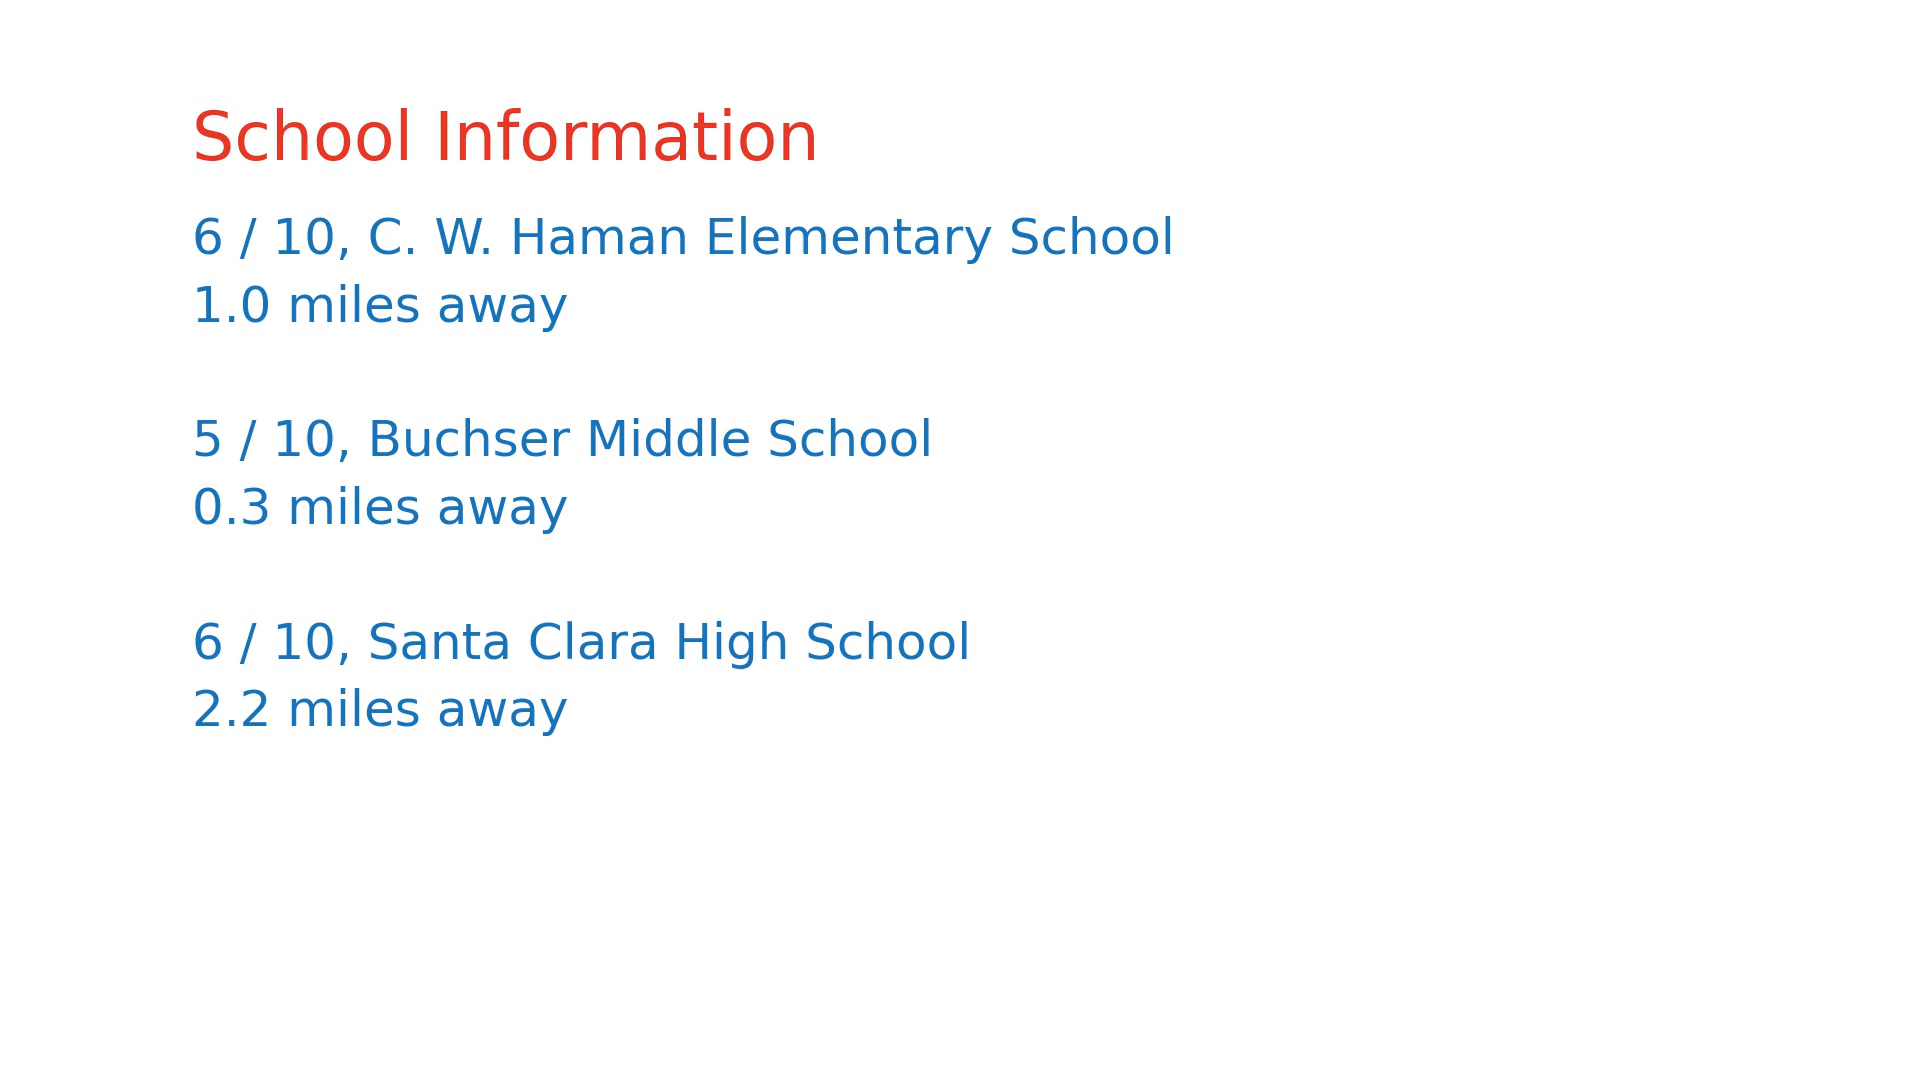 School Information
6 / 10, C. W. Haman Elementary School
1.0 miles away
5 / 10, Buchser Middle School
0.3 miles away
6 / 10, Santa Clara High School
2.2 miles away